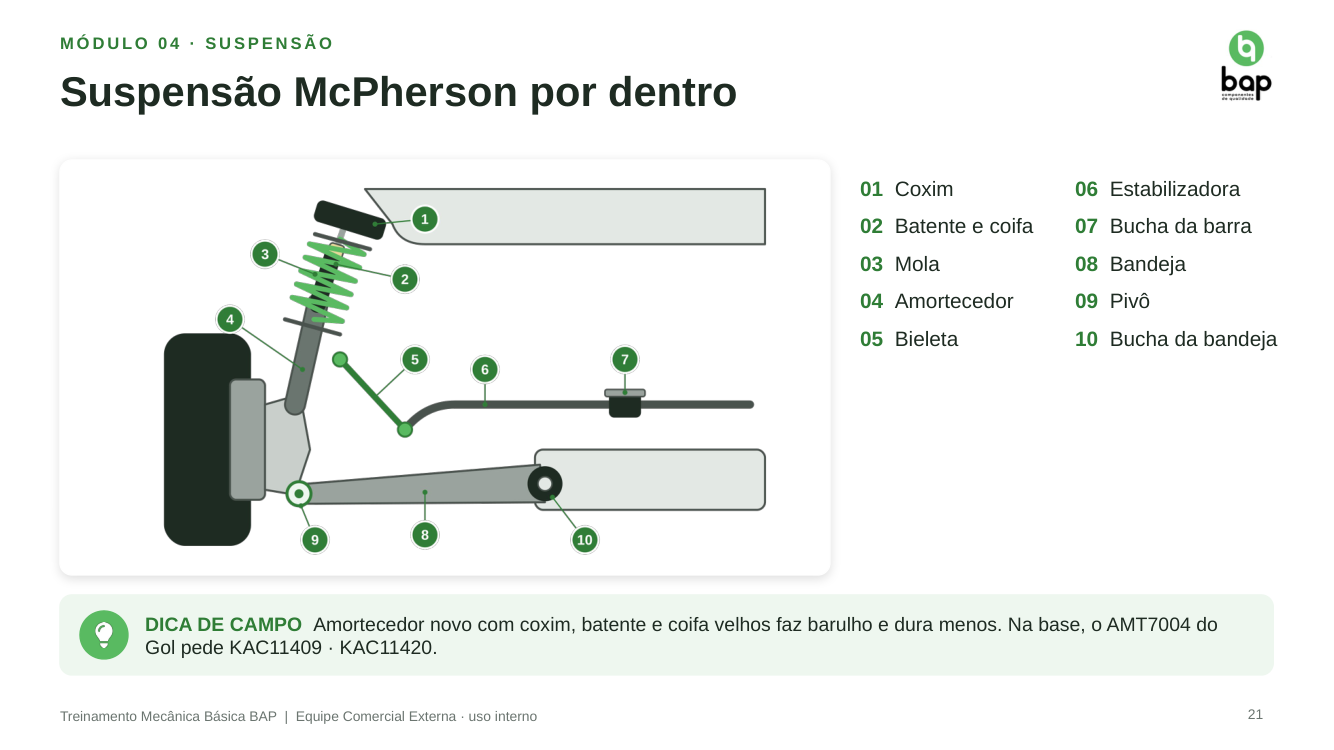 MÓDULO 04 · SUSPENSÃO
Suspensão McPherson por dentro
bap
componentes
de qualidade
1
2
3
4
5
6
7
8
9
10
01 Coxim
02 Batente e coifa
03 Mola
04 Amortecedor
05 Bieleta
06 Estabilizadora
07 Bucha da barra
08 Bandeja
09 Pivô
10 Bucha da bandeja
DICA DE CAMPO Amortecedor novo com coxim, batente e coifa velhos faz barulho e dura menos. Na base, o AMT7004 do
Gol pede KAC11409 · KAC11420.
Treinamento Mecânica Básica BAP | Equipe Comercial Externa · uso interno
21